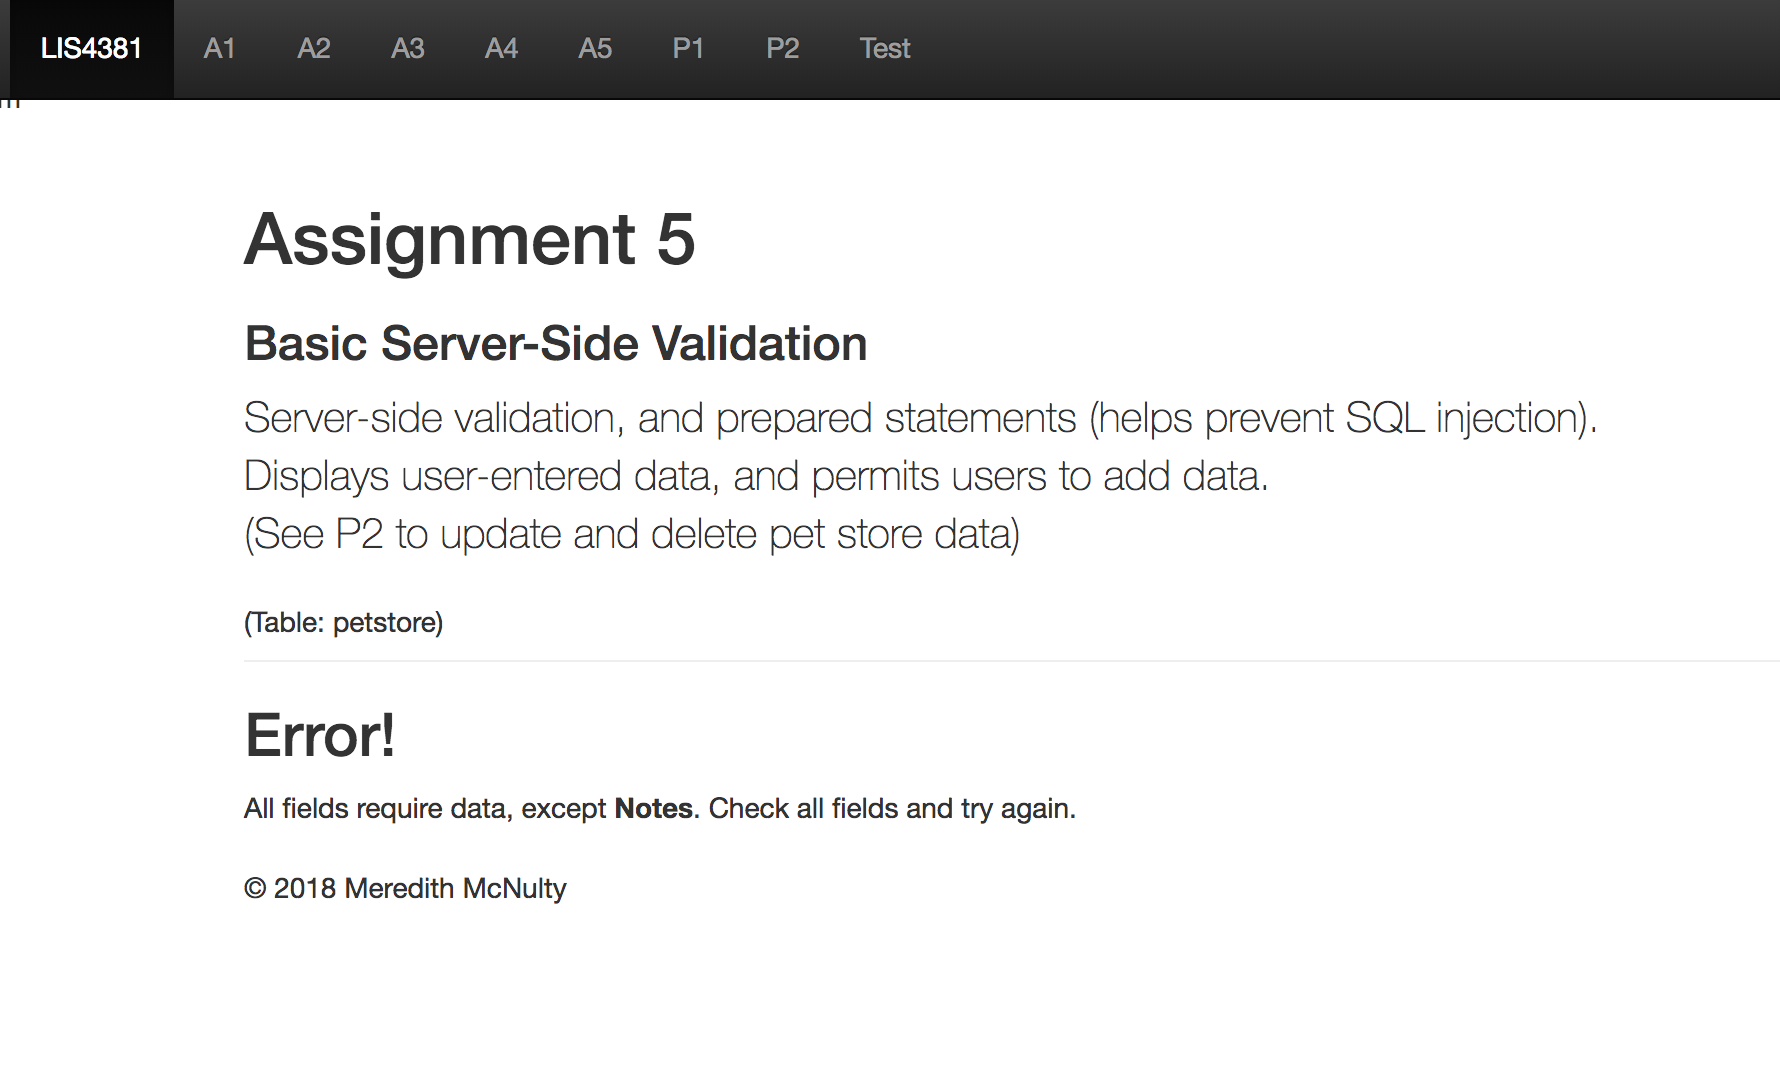 LIS4381 A1 A2 A3 A4 A5 P1 P2 Test
Assignment 5
Basic Server-Side Validation
Server-side validation, and prepared statements (helps prevent SQL injection).
Displays user-entered data, and permits users to add data.
(See P2 to update and delete pet store data)
(Table: petstore)
Error!
All fields require data, except Notes. Check all fields and try again.
© 2018 Meredith McNulty